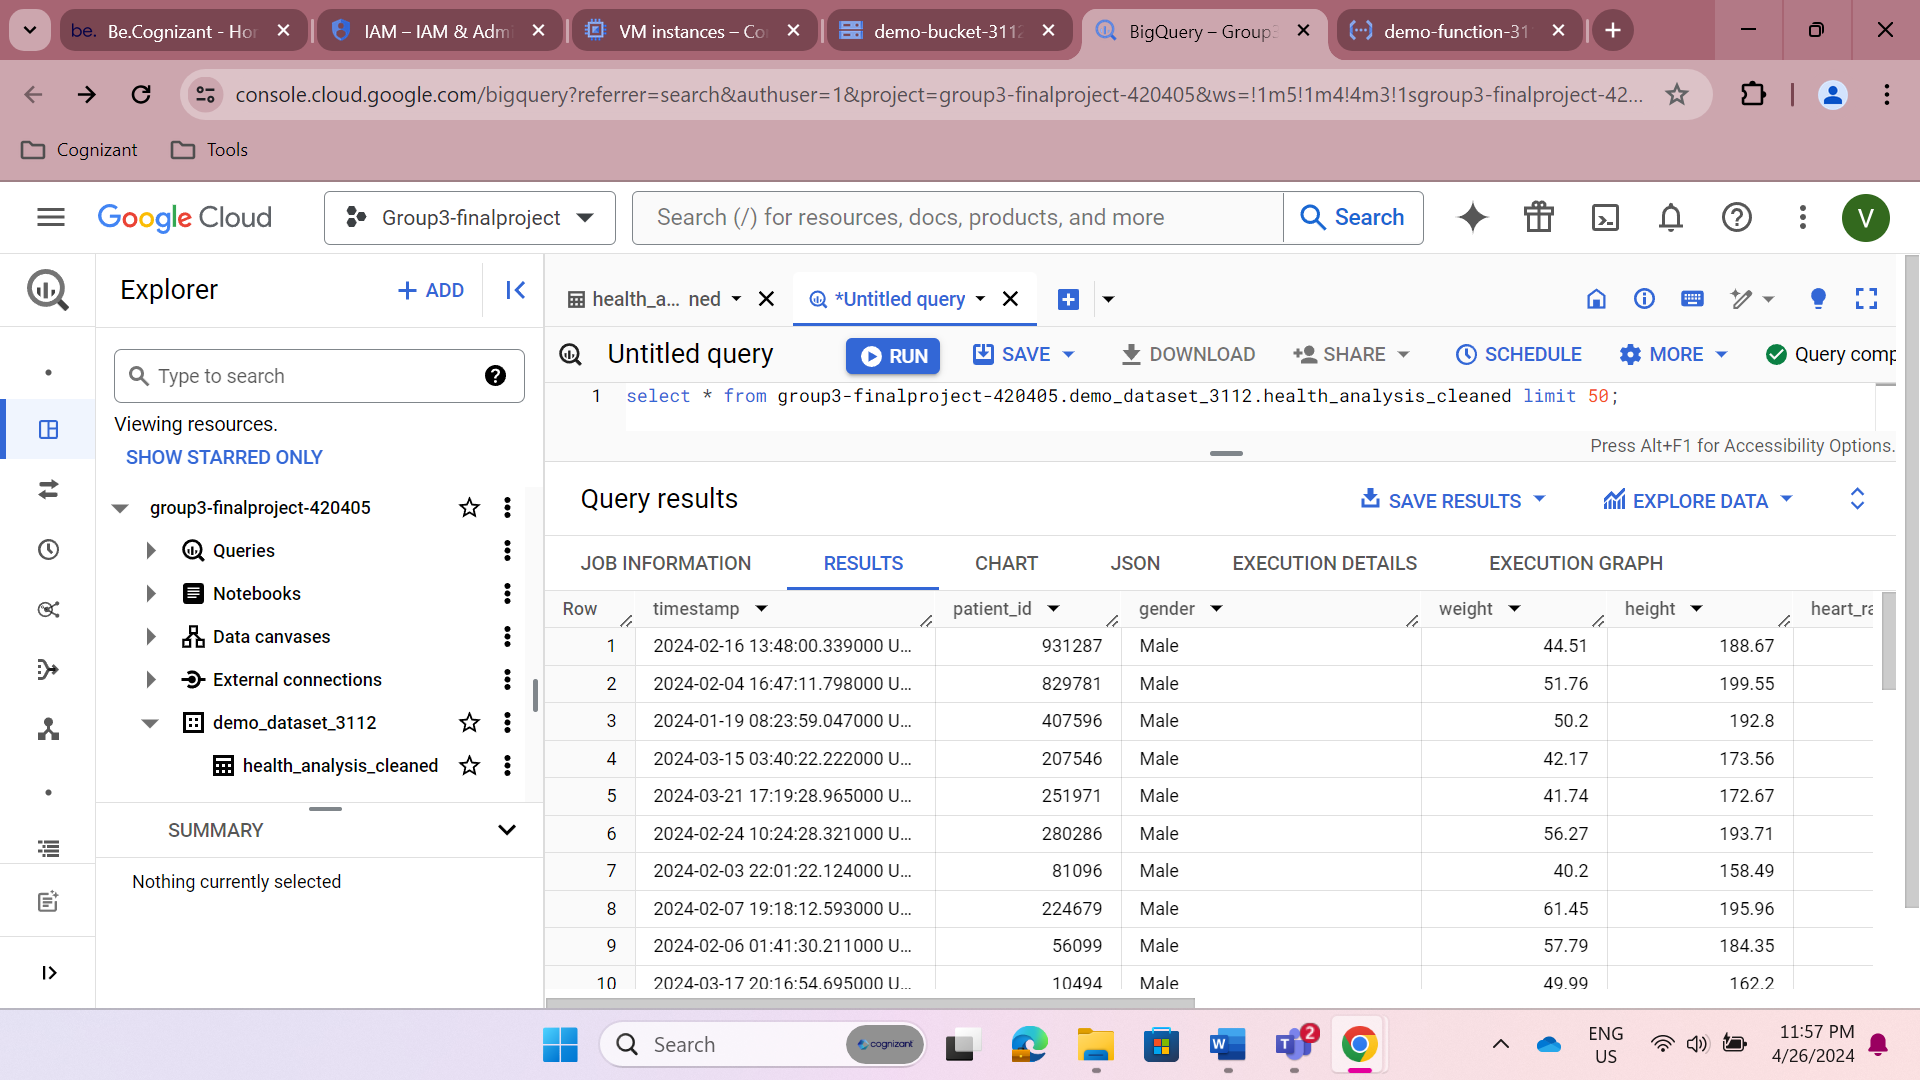 be. Be.Cognizant - Hor
IAM – IAM & Admi
VM instances – Co
demo-bucket-3112
BigQuery – Group3
demo-function-311
console.cloud.google.com/bigquery?referrer=search&authuser=1&project=group3-finalproject-420405&ws=!1m5!1m4!4m3!1sgroup3-finalproject-42...
Cognizant
Tools
Google Cloud
Group3-finalproject
Search (/) for resources, docs, products, and more
Search
V
Explorer
+ ADD
health_a... ned
*Untitled query
Type to search
Untitled query
RUN
SAVE
DOWNLOAD
SHARE
SCHEDULE
MORE
Query comp
Viewing resources.
SHOW STARRED ONLY
1 select * from group3-finalproject-420405.demo_dataset_3112.health_analysis_cleaned limit 50;
Press Alt+F1 for Accessibility Options.
group3-finalproject-420405
Queries
Notebooks
Data canvases
External connections
demo_dataset_3112
health_analysis_cleaned
SUMMARY
Nothing currently selected
Query results
SAVE RESULTS
EXPLORE DATA
JOB INFORMATION RESULTS CHART JSON EXECUTION DETAILS EXECUTION GRAPH
Row timestamp patient_id gender weight height heart_ra
1 2024-02-16 13:48:00.339000 U... 931287 Male 44.51 188.67
2 2024-02-04 16:47:11.798000 U... 829781 Male 51.76 199.55
3 2024-01-19 08:23:59.047000 U... 407596 Male 50.2 192.8
4 2024-03-15 03:40:22.222000 U... 207546 Male 42.17 173.56
5 2024-03-21 17:19:28.965000 U... 251971 Male 41.74 172.67
6 2024-02-24 10:24:28.321000 U... 280286 Male 56.27 193.71
7 2024-02-03 22:01:22.124000 U... 81096 Male 40.2 158.49
8 2024-02-07 19:18:12.593000 U... 224679 Male 61.45 195.96
9 2024-02-06 01:41:30.211000 U... 56099 Male 57.79 184.35
10 2024-03-17 20:16:54.695000 U... 10494 Male 49.99 162.2
Search
cognizant
W
T
2
ENG
US
11:57 PM
4/26/2024